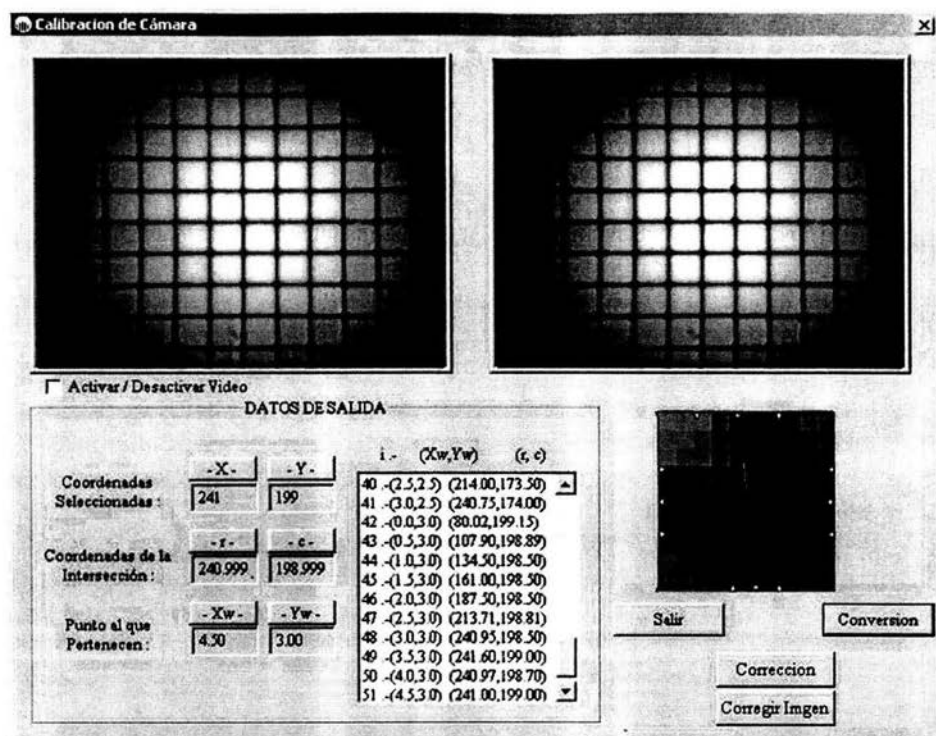 Calibracion de Cámara
Activar / Desactivar Video
DATOS DE SALIDA
Coordenadas Seleccionadas :
- X -
- Y -
241
199
Coordenadas de la Intersección :
- r -
- c -
240.999
198.999
Punto al que Pertenecen :
- Xw -
- Yw -
4.50
3.00
i .- (Xw,Yw) (r, c)
40 .-(2.5,2.5) (214.00,173.50)
41 .-(3.0,2.5) (240.75,174.00)
42 .-(0.0,3.0) (80.02,199.15)
43 .-(0.5,3.0) (107.90,198.89)
44 .-(1.0,3.0) (134.50,198.50)
45 .-(1.5,3.0) (161.00,198.50)
46 .-(2.0,3.0) (187.50,198.50)
47 .-(2.5,3.0) (213.71,198.81)
48 .-(3.0,3.0) (240.95,198.50)
49 .-(3.5,3.0) (241.60,199.00)
50 .-(4.0,3.0) (240.97,198.70)
51 .-(4.5,3.0) (241.00,199.00)
Salir
Conversion
Correccion
Corregir Imgen